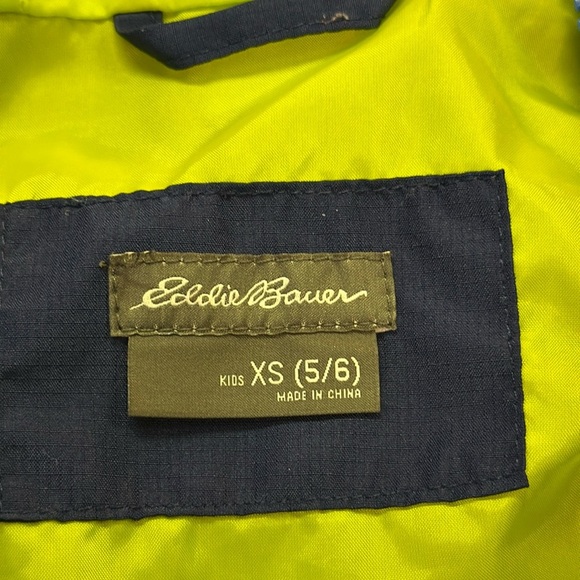 Eddie Bauer
KIDS XS (5/6)
MADE IN CHINA